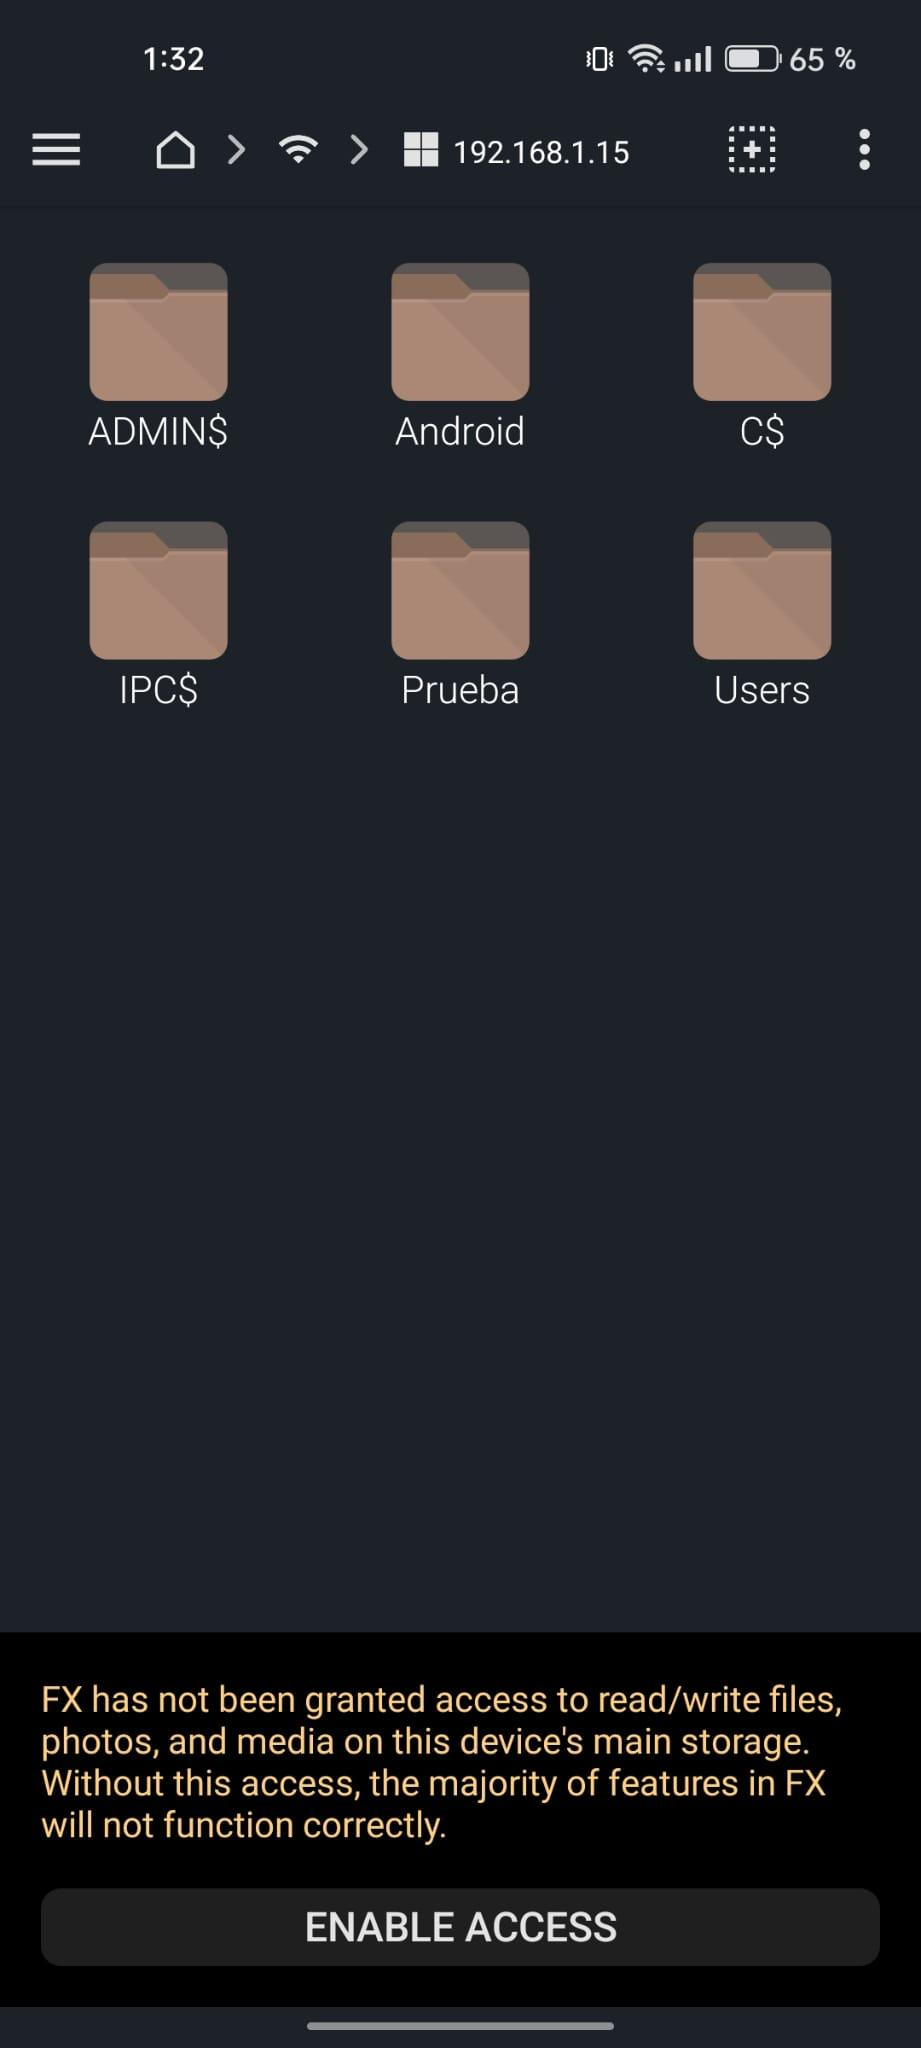 1:32
65 %
192.168.1.15
ADMIN$
Android
C$
IPC$
Prueba
Users
FX has not been granted access to read/write files,
photos, and media on this device's main storage.
Without this access, the majority of features in FX
will not function correctly.
ENABLE ACCESS